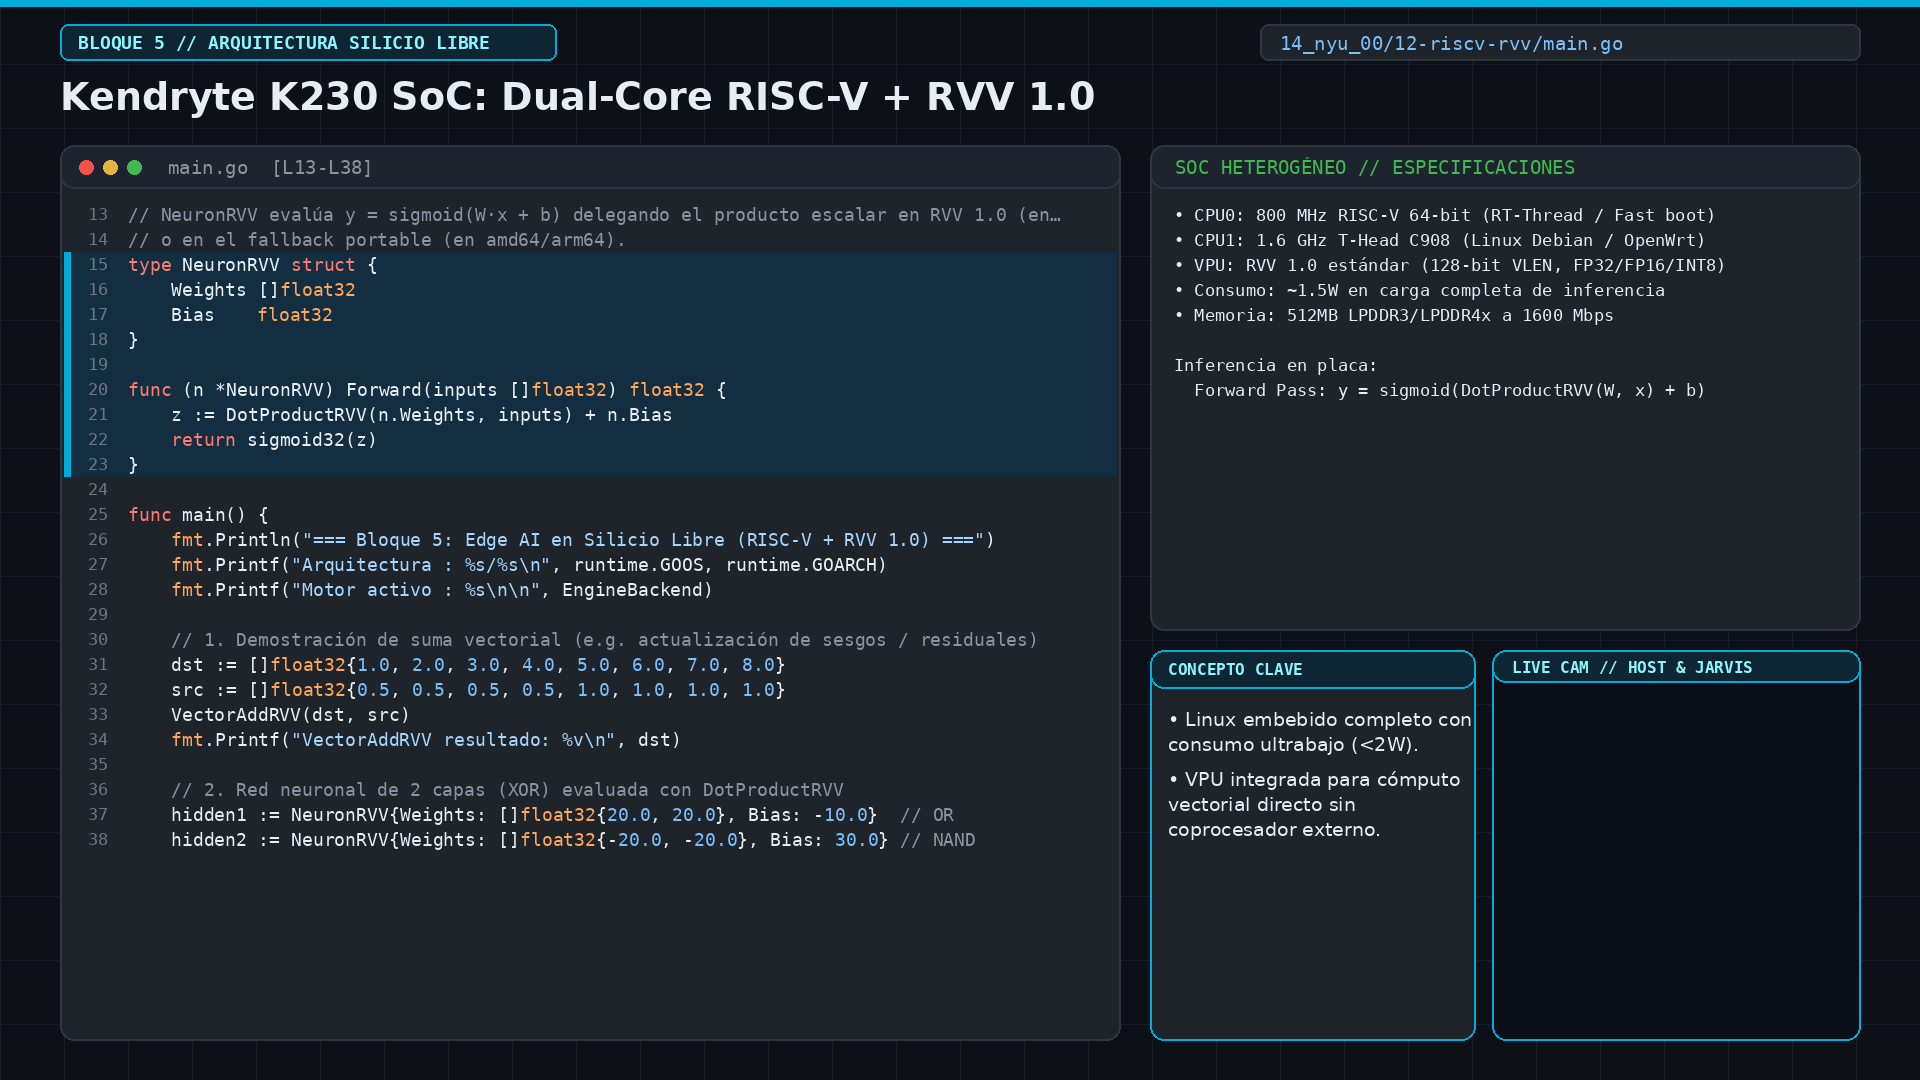 BLOQUE 5 // ARQUITECTURA SILICIO LIBRE
14_nyu_00/12-riscv-rvv/main.go
Kendryte K230 SoC: Dual-Core RISC-V + RVV 1.0
main.go  [L13-L38]
13 // NeuronRVV evalúa y = sigmoid(W·x + b) delegando el producto escalar en RVV 1.0 (en…
14 // o en el fallback portable (en amd64/arm64).
15 type NeuronRVV struct {
16     Weights []float32
17     Bias    float32
18 }
19
20 func (n *NeuronRVV) Forward(inputs []float32) float32 {
21     z := DotProductRVV(n.Weights, inputs) + n.Bias
22     return sigmoid32(z)
23 }
24
25 func main() {
26     fmt.Println("=== Bloque 5: Edge AI en Silicio Libre (RISC-V + RVV 1.0) ===")
27     fmt.Printf("Arquitectura : %s/%s\n", runtime.GOOS, runtime.GOARCH)
28     fmt.Printf("Motor activo : %s\n\n", EngineBackend)
29
30     // 1. Demostración de suma vectorial (e.g. actualización de sesgos / residuales)
31     dst := []float32{1.0, 2.0, 3.0, 4.0, 5.0, 6.0, 7.0, 8.0}
32     src := []float32{0.5, 0.5, 0.5, 0.5, 1.0, 1.0, 1.0, 1.0}
33     VectorAddRVV(dst, src)
34     fmt.Printf("VectorAddRVV resultado: %v\n", dst)
35
36     // 2. Red neuronal de 2 capas (XOR) evaluada con DotProductRVV
37     hidden1 := NeuronRVV{Weights: []float32{20.0, 20.0}, Bias: -10.0}  // OR
38     hidden2 := NeuronRVV{Weights: []float32{-20.0, -20.0}, Bias: 30.0} // NAND
SOC HETEROGÉNEO // ESPECIFICACIONES
• CPU0: 800 MHz RISC-V 64-bit (RT-Thread / Fast boot)
• CPU1: 1.6 GHz T-Head C908 (Linux Debian / OpenWrt)
• VPU: RVV 1.0 estándar (128-bit VLEN, FP32/FP16/INT8)
• Consumo: ~1.5W en carga completa de inferencia
• Memoria: 512MB LPDDR3/LPDDR4x a 1600 Mbps
Inferencia en placa:
Forward Pass: y = sigmoid(DotProductRVV(W, x) + b)
CONCEPTO CLAVE
• Linux embebido completo con
consumo ultrabajo (<2W).
• VPU integrada para cómputo
vectorial directo sin
coprocesador externo.
LIVE CAM // HOST & JARVIS